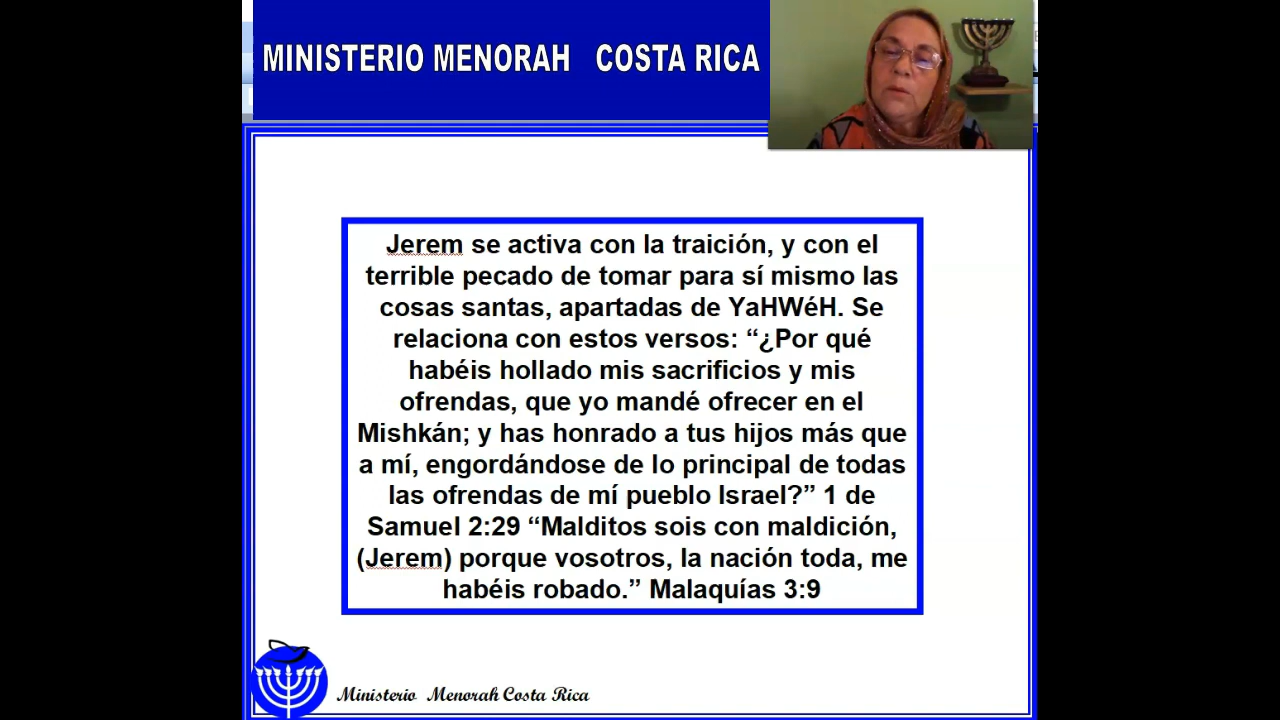 MINISTERIO MENORAH COSTA RICA
Jerem se activa con la traición, y con el
terrible pecado de tomar para sí mismo las
cosas santas, apartadas de YaHWéH. Se
relaciona con estos versos: “¿Por qué
habéis hollado mis sacrificios y mis
ofrendas, que yo mandé ofrecer en el
Mishkán; y has honrado a tus hijos más que
a mí, engordándose de lo principal de todas
las ofrendas de mí pueblo Israel?” 1 de
Samuel 2:29 “Malditos sois con maldición,
(Jerem) porque vosotros, la nación toda, me
habéis robado.” Malaquías 3:9
Ministerio Menorah Costa Rica